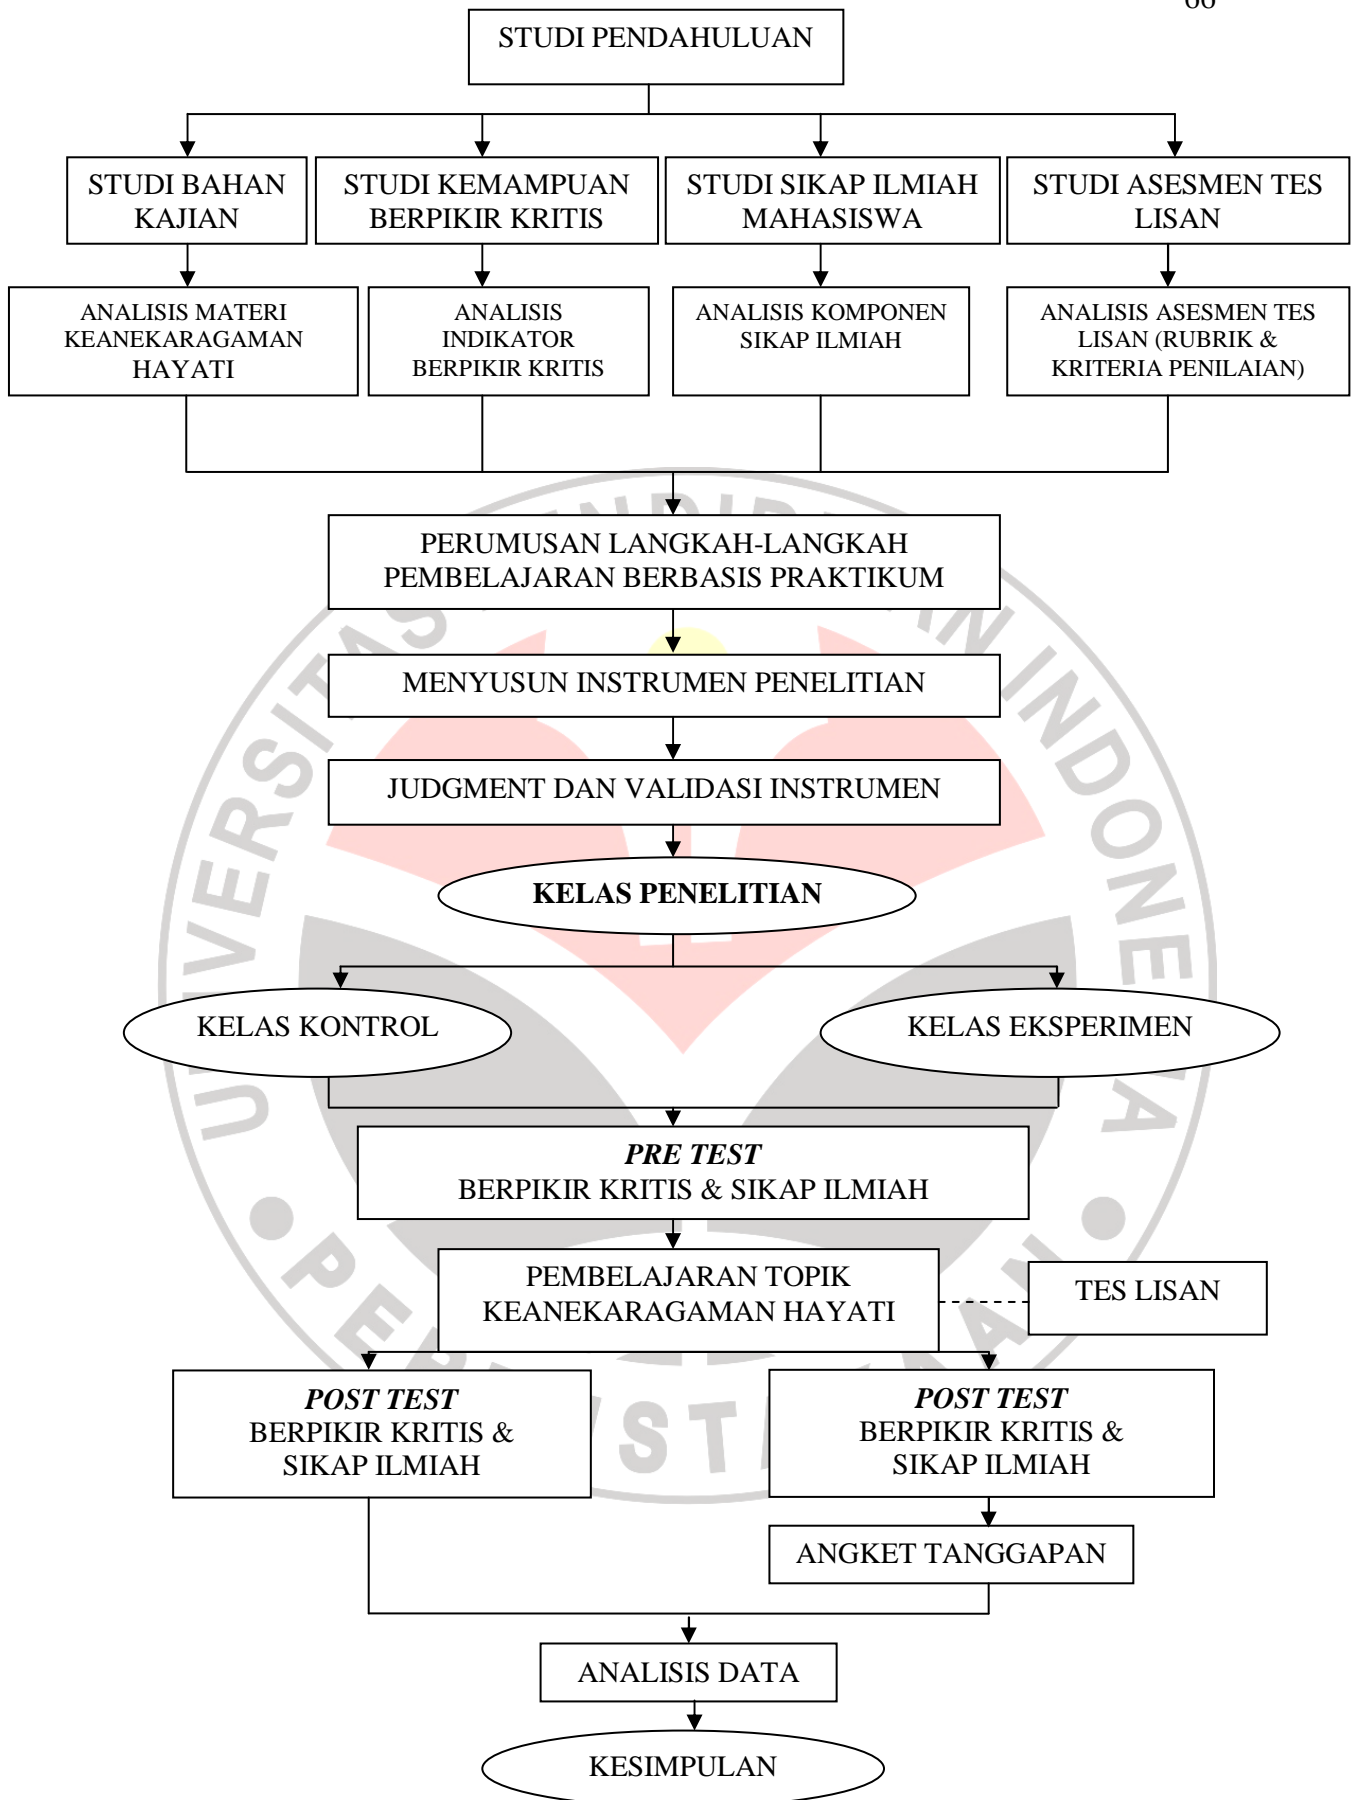 66
STUDI PENDAHULUAN
STUDI BAHAN
KAJIAN
STUDI KEMAMPUAN
BERPIKIR KRITIS
STUDI SIKAP ILMIAH
MAHASISWA
STUDI ASESMEN TES
LISAN
ANALISIS MATERI
KEANEKARAGAMAN
HAYATI
ANALISIS
INDIKATOR
BERPIKIR KRITIS
ANALISIS KOMPONEN
SIKAP ILMIAH
ANALISIS ASESMEN TES
LISAN (RUBRIK &
KRITERIA PENILAIAN)
PERUMUSAN LANGKAH-LANGKAH
PEMBELAJARAN BERBASIS PRAKTIKUM
MENYUSUN INSTRUMEN PENELITIAN
JUDGMENT DAN VALIDASI INSTRUMEN
KELAS PENELITIAN
KELAS KONTROL
KELAS EKSPERIMEN
PRE TEST
BERPIKIR KRITIS & SIKAP ILMIAH
PEMBELAJARAN TOPIK
KEANEKARAGAMAN HAYATI
TES LISAN
POST TEST
BERPIKIR KRITIS &
SIKAP ILMIAH
POST TEST
BERPIKIR KRITIS &
SIKAP ILMIAH
ANGKET TANGGAPAN
ANALISIS DATA
KESIMPULAN